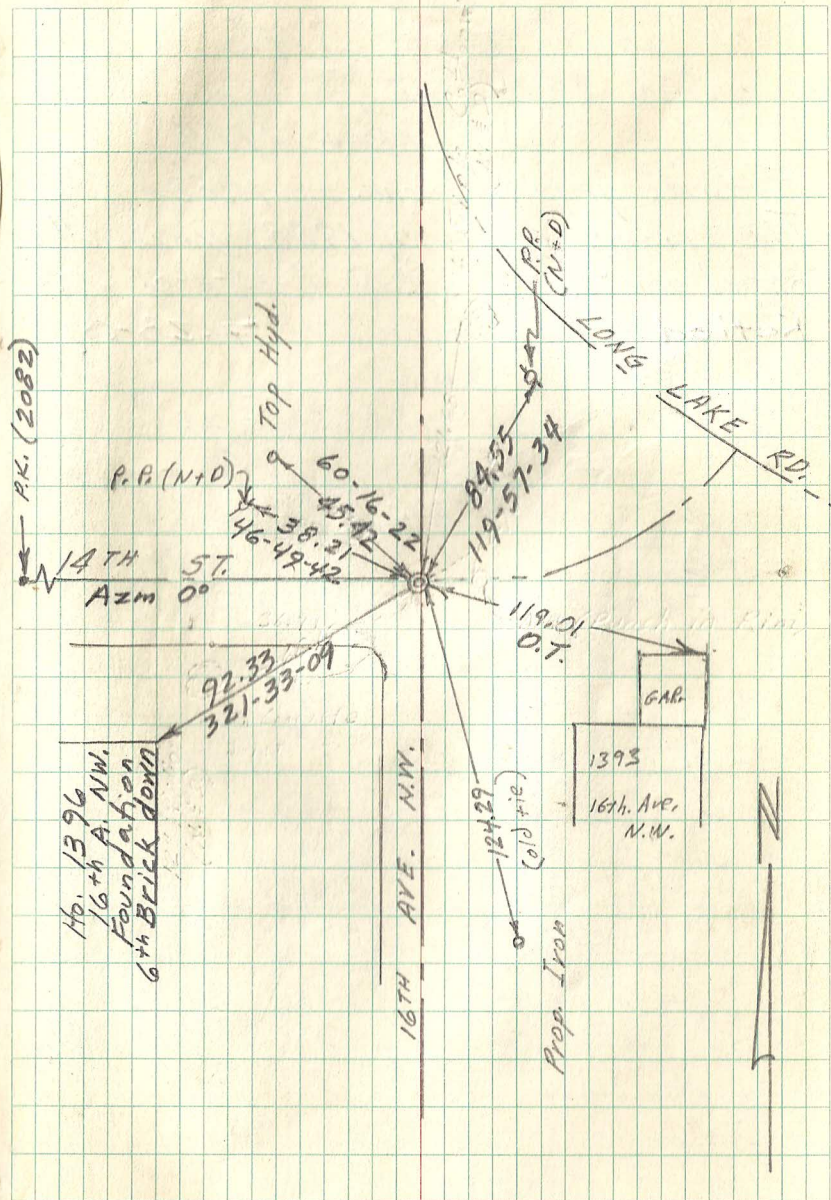 P.K. (2082)
Top Hyd.
P.P. (N+D)
60-16-22
45.42
38.21
46-49-42
14TH ST.
Azm 0°
P.P.
(N+D)
LONG LAKE RD.
84.55
119-57-34
119.01
O.T.
92.33
321-33-09
GAR.
1393
16th. Ave.
N.W.
Ho. 1396
16th A. NW.
Foundation
6th Brick down
16TH AVE. N.W.
124.29
(old tie)
Prop. Iron
N